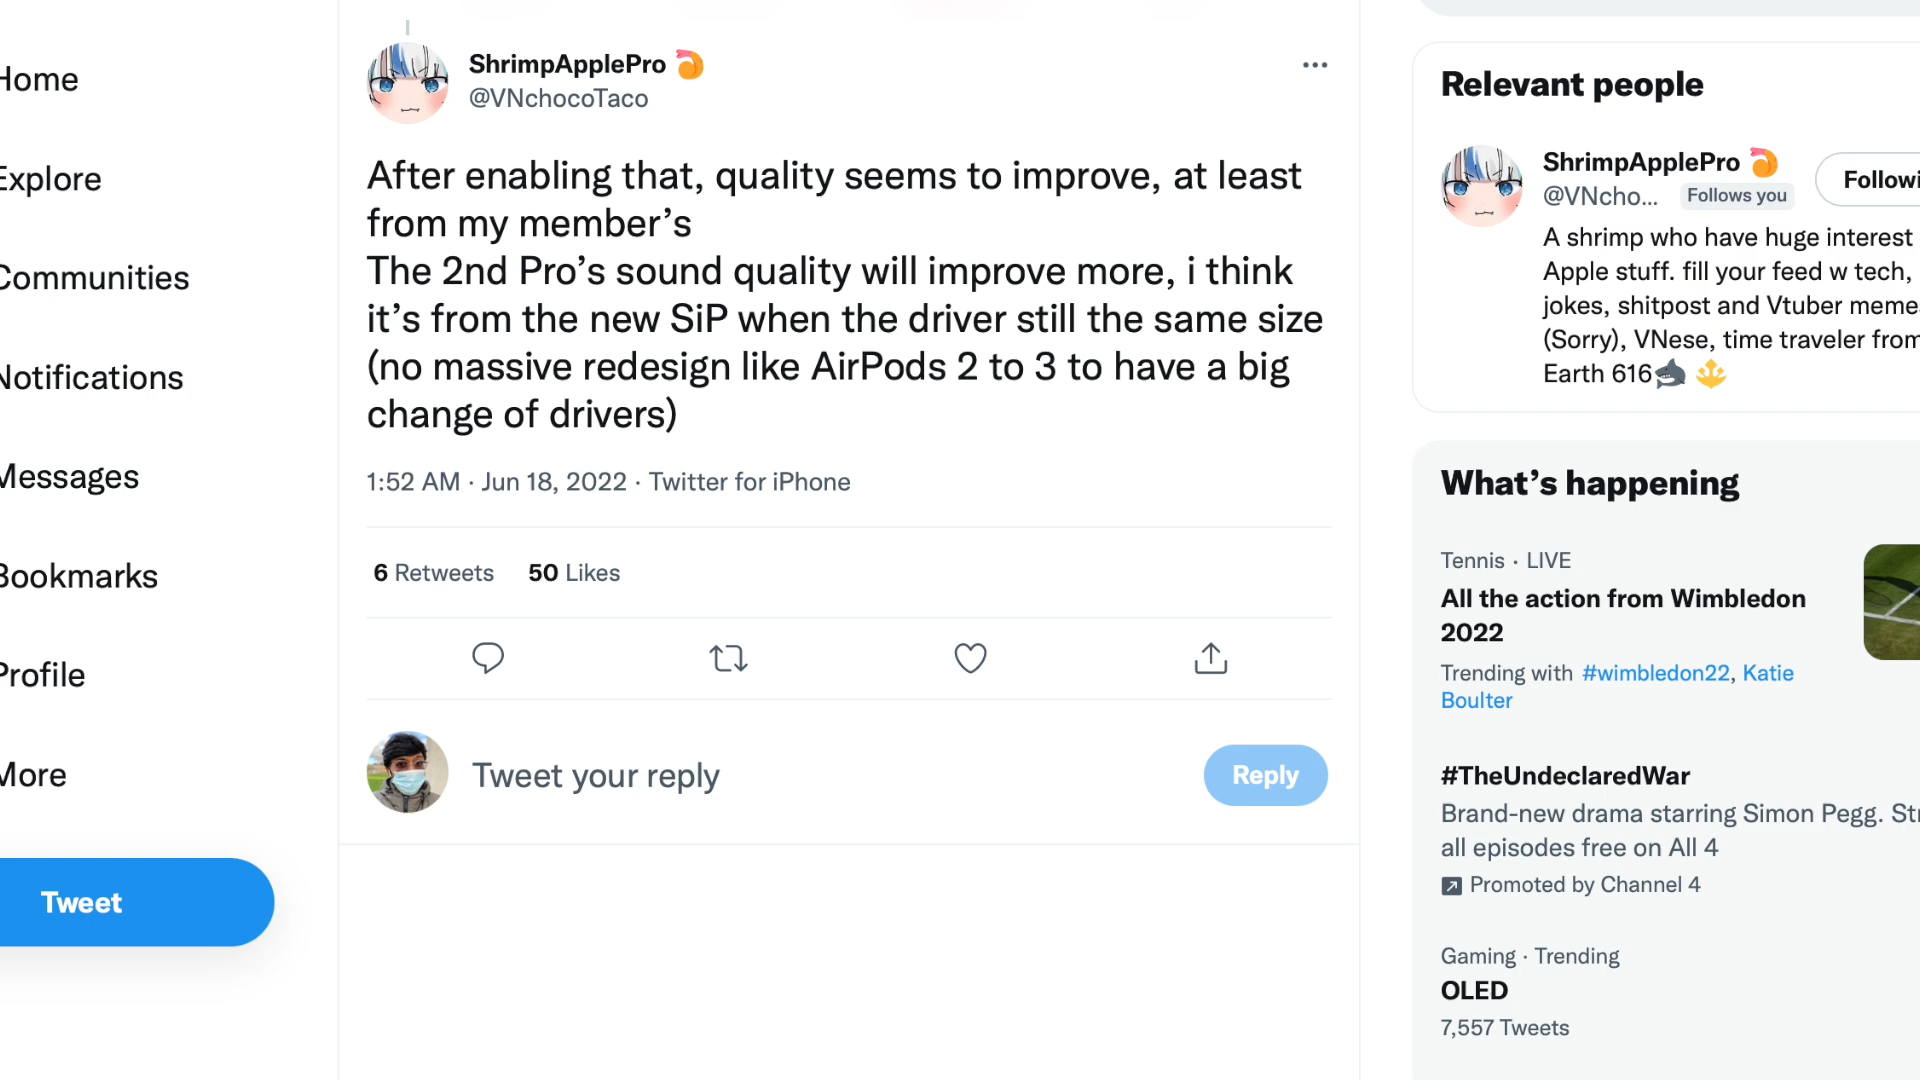 Home
Explore
Communities
Notifications
Messages
Bookmarks
Profile
More
Tweet
ShrimpApplePro 🦐
@VNchocoTaco
After enabling that, quality seems to improve, at least
from my member’s
The 2nd Pro’s sound quality will improve more, i think
it’s from the new SiP when the driver still the same size
(no massive redesign like AirPods 2 to 3 to have a big
change of drivers)
1:52 AM · Jun 18, 2022 · Twitter for iPhone
6 Retweets 50 Likes
Tweet your reply
Reply
Relevant people
ShrimpApplePro 🦐
@VNcho... Follows you
Followi
A shrimp who have huge interest
Apple stuff. fill your feed w tech,
jokes, shitpost and Vtuber meme
(Sorry), VNese, time traveler from
Earth 616🦈🔱
What’s happening
Tennis · LIVE
All the action from Wimbledon
2022
Trending with #wimbledon22, Katie
Boulter
#TheUndeclaredWar
Brand-new drama starring Simon Pegg. Str
all episodes free on All 4
Promoted by Channel 4
Gaming · Trending
OLED
7,557 Tweets